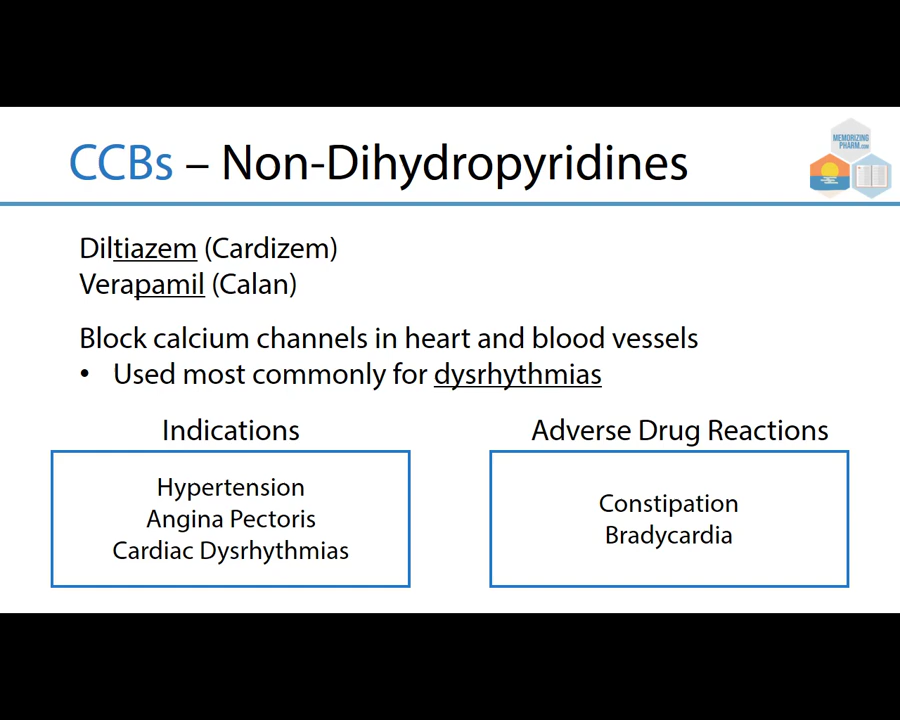 CCBs – Non-Dihydropyridines
MEMORIZING
PHARM.COM
Diltiazem (Cardizem)
Verapamil (Calan)
Block calcium channels in heart and blood vessels
• Used most commonly for dysrhythmias
Indications
Hypertension
Angina Pectoris
Cardiac Dysrhythmias
Adverse Drug Reactions
Constipation
Bradycardia